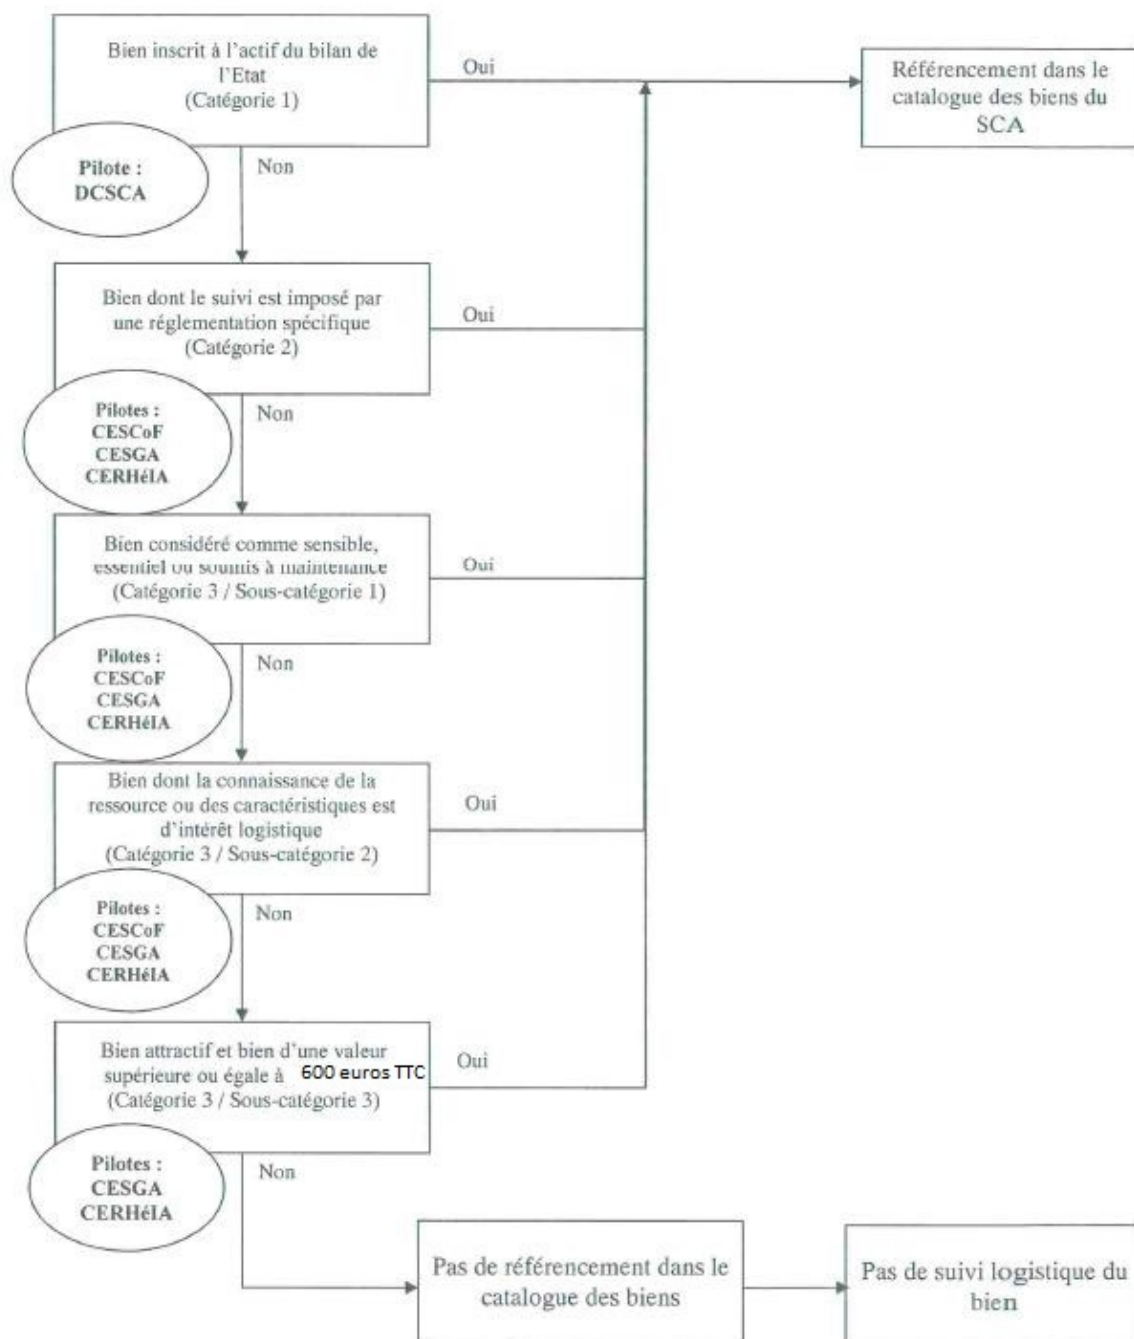 Bien inscrit à l'actif du bilan de
l'Etat
(Catégorie 1)
Oui
Référencement dans le
catalogue des biens du
SCA
Pilote :
DCSCA
Non
Bien dont le suivi est imposé par
une réglementation spécifique
(Catégorie 2)
Oui
Pilotes :
CESCoF
CESGA
CERHéIA
Non
Bien considéré comme sensible,
essentiel ou soumis à maintenance
(Catégorie 3 / Sous-catégorie 1)
Oui
Pilotes :
CESCoF
CESGA
CERHéIA
Non
Bien dont la connaissance de la
ressource ou des caractéristiques est
d'intérêt logistique
(Catégorie 3 / Sous-catégorie 2)
Oui
Pilotes :
CESCoF
CESGA
CERHéIA
Non
Bien attractif et bien d'une valeur
supérieure ou égale à 600 euros TTC
(Catégorie 3 / Sous-catégorie 3)
Oui
Pilotes :
CESGA
CERHéIA
Non
Pas de référencement dans le
catalogue des biens
Pas de suivi logistique du
bien